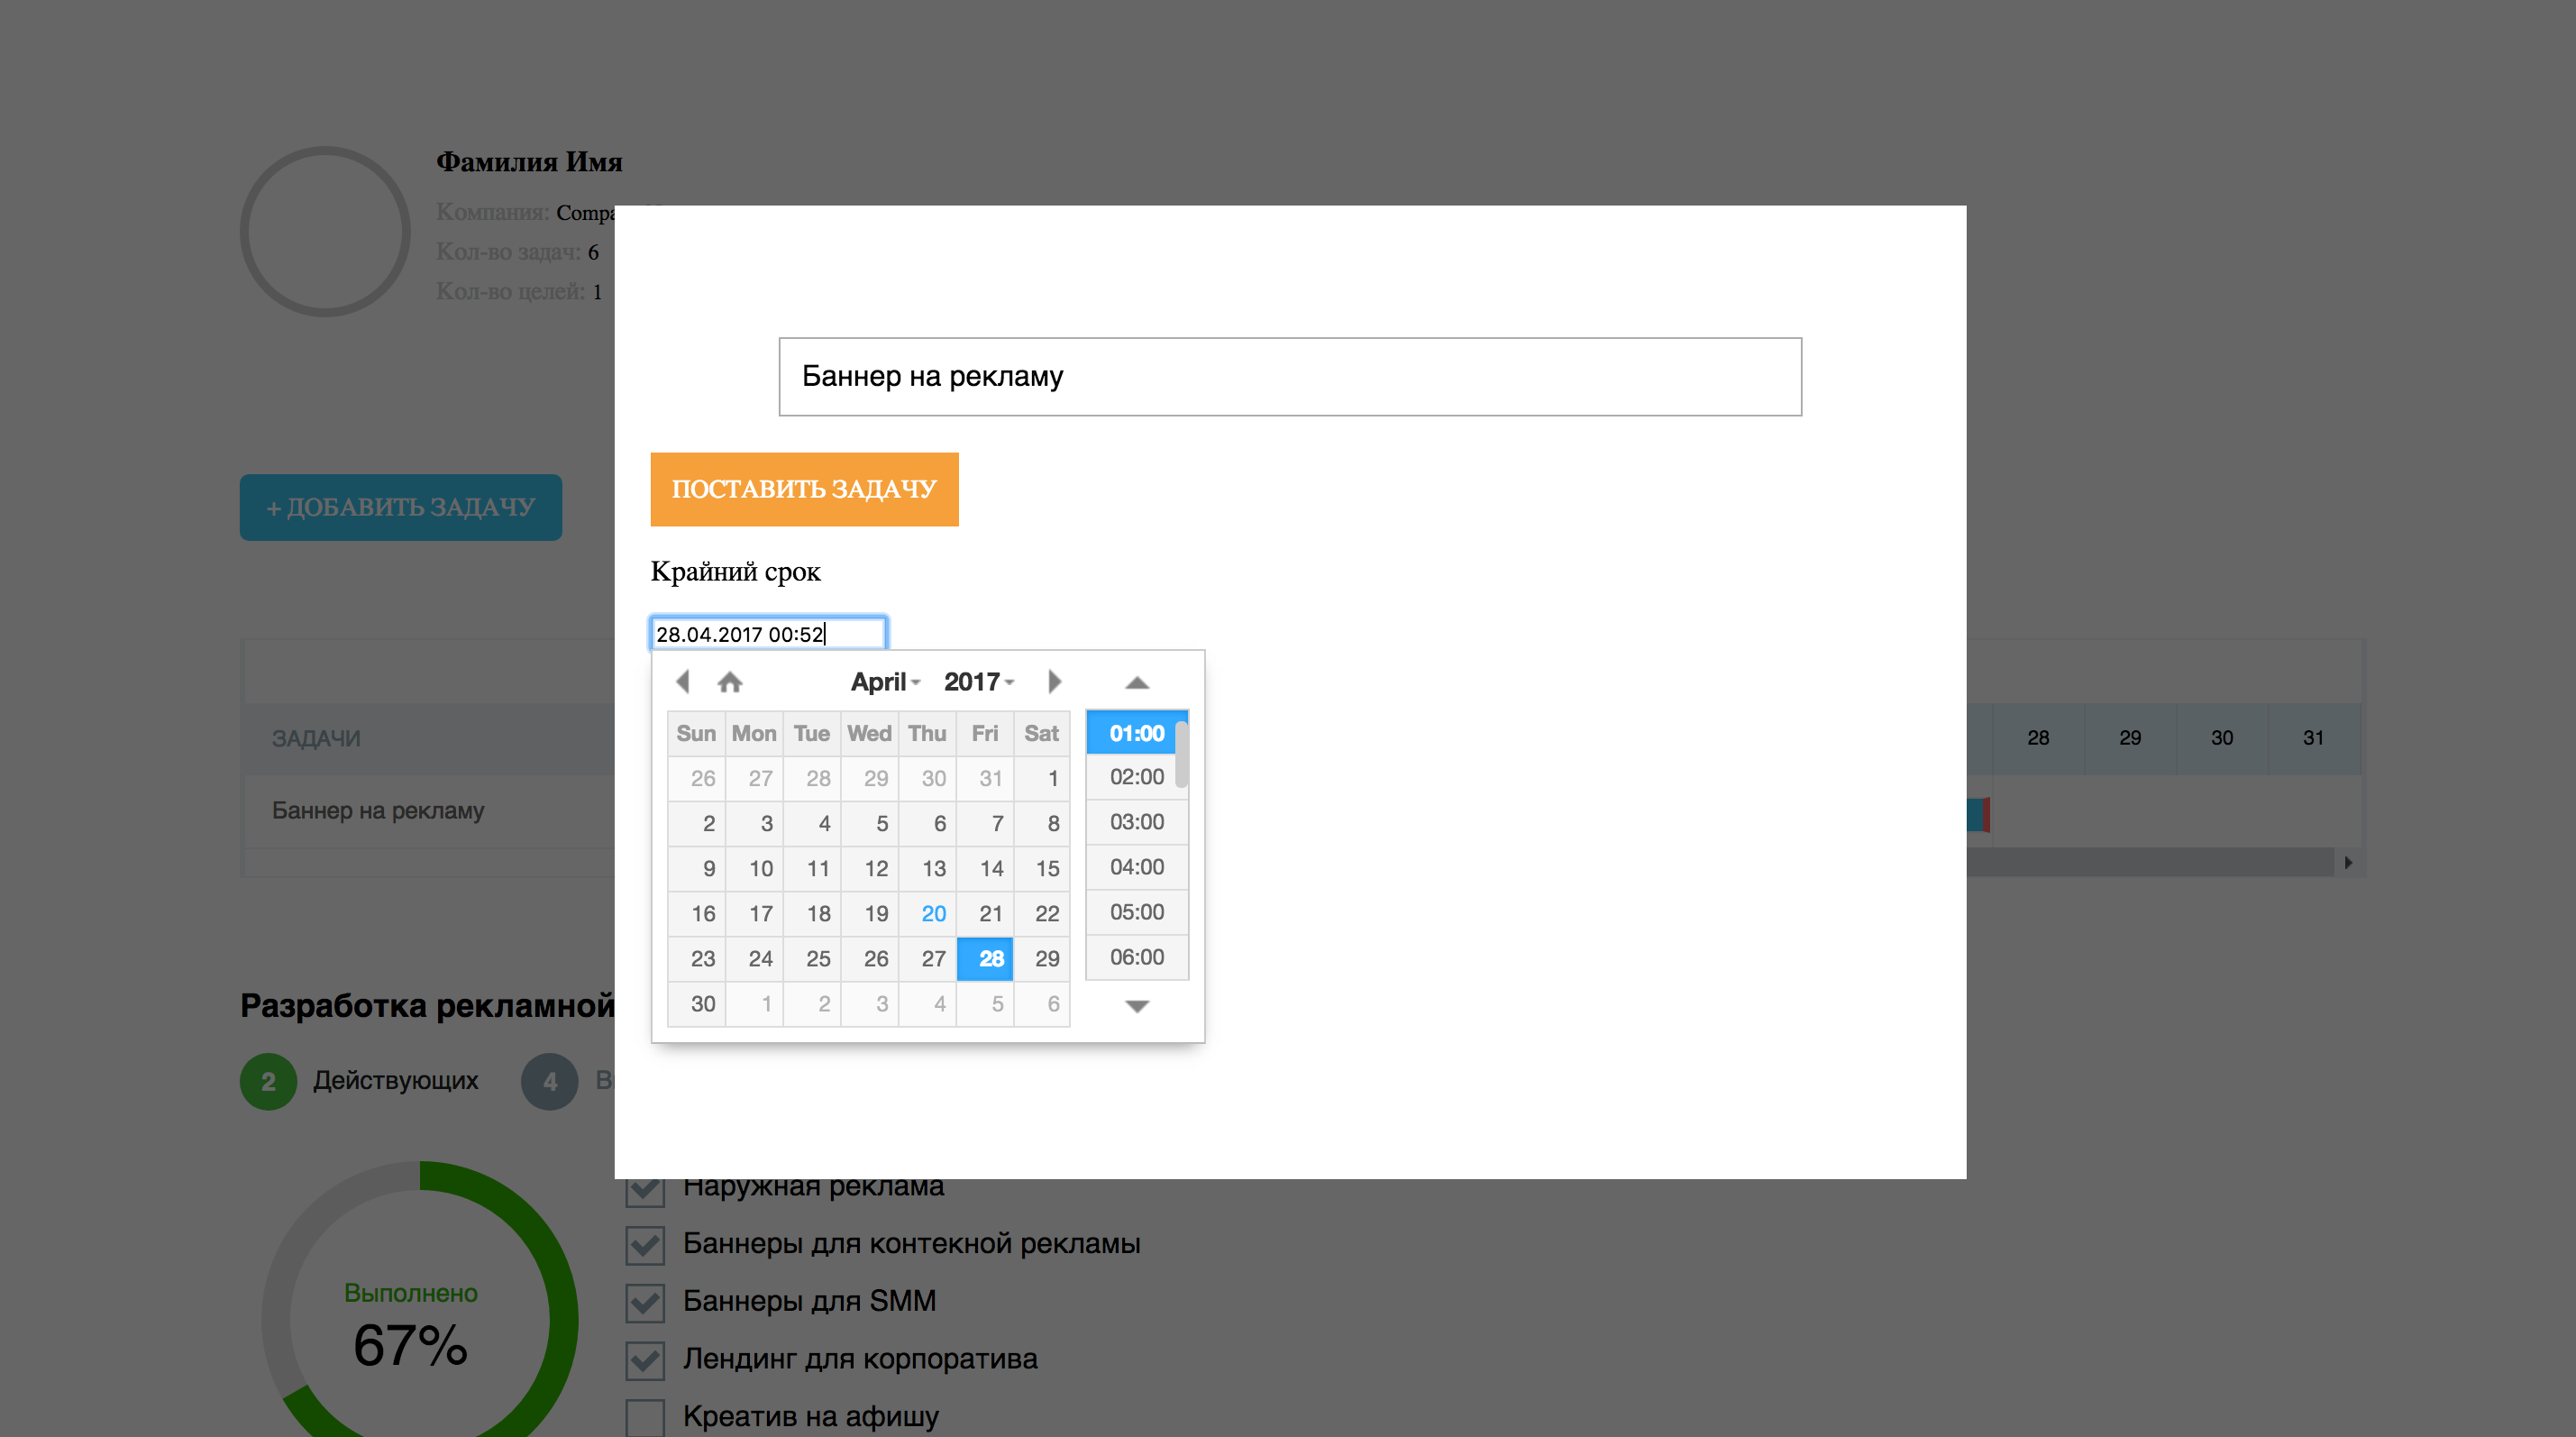 Фамилия Имя
Компания: Compa
Кол-во задач: 6
Кол-во целей: 1
+ ДОБАВИТЬ ЗАДАЧУ
Баннер на рекламу
ПОСТАВИТЬ ЗАДАЧУ
Крайний срок
28.04.2017 00:52
April 2017
Sun Mon Tue Wed Thu Fri Sat
26 27 28 29 30 31 1
2 3 4 5 6 7 8
9 10 11 12 13 14 15
16 17 18 19 20 21 22
23 24 25 26 27 28 29
30 1 2 3 4 5 6
01:00
02:00
03:00
04:00
05:00
06:00
ЗАДАЧИ
28 29 30 31
Баннер на рекламу
Разработка рекламной
2 Действующих 4 В
Выполнено
67%
Наружная реклама
Баннеры для контекной рекламы
Баннеры для SMM
Лендинг для корпоратива
Креатив на афишу